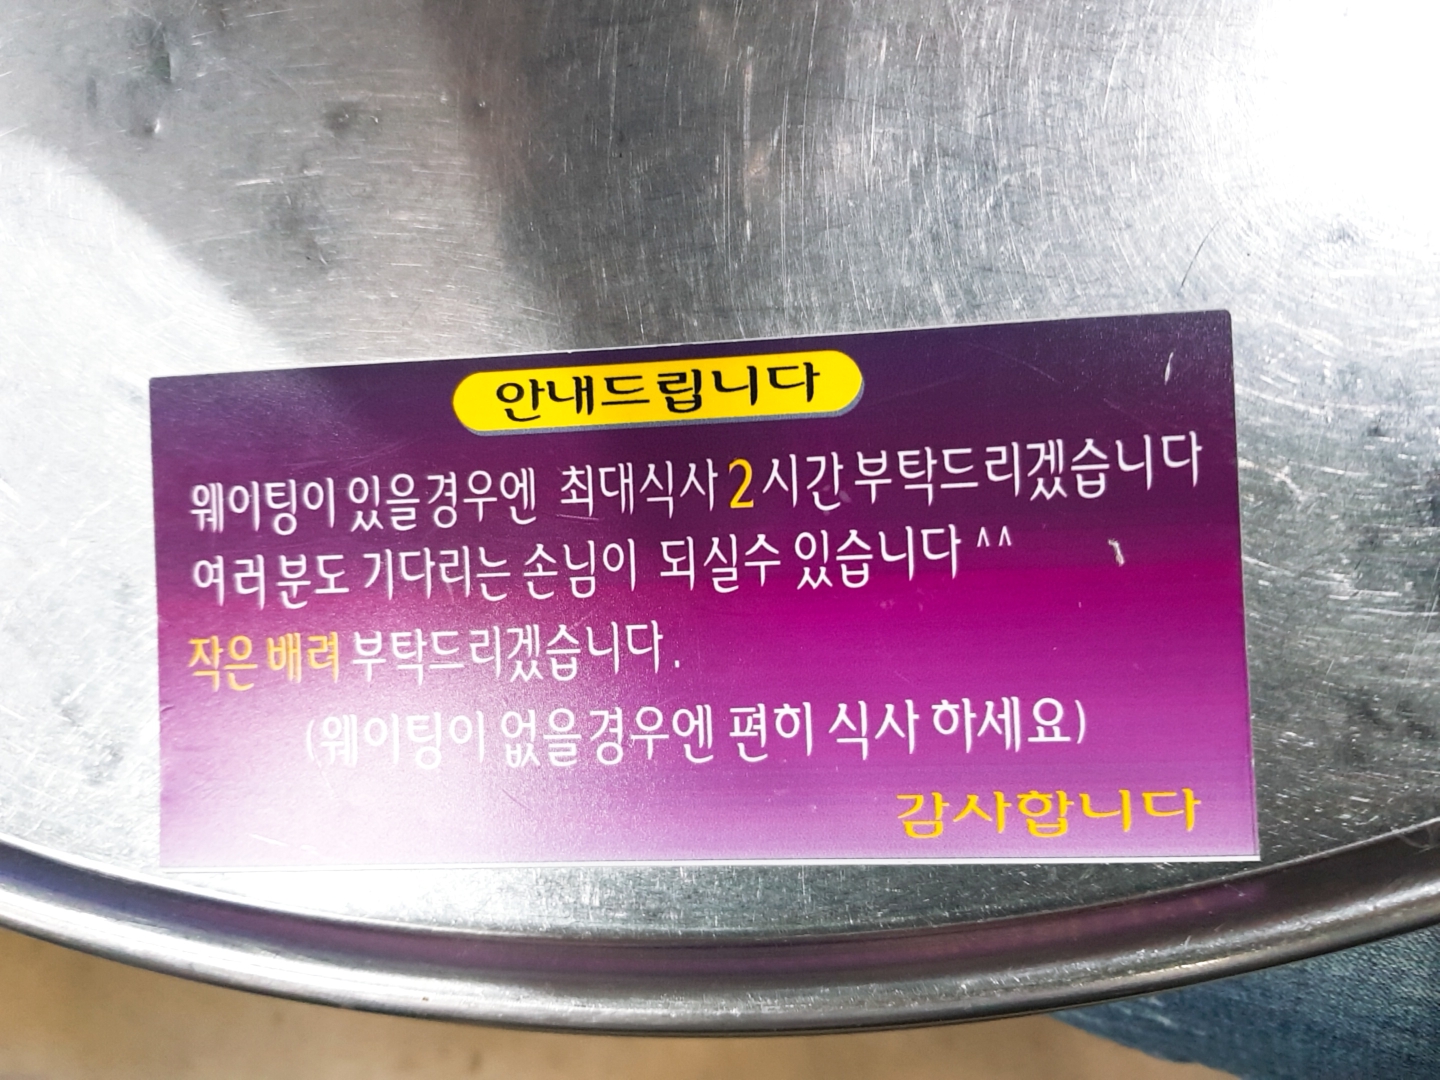 안내드립니다
웨이팅이 있을경우엔 최대식사 2시간 부탁드리겠습니다
여러분도 기다리는 손님이 되실수 있습니다 ^^
작은 배려 부탁드리겠습니다.
(웨이팅이 없을경우엔 편히 식사 하세요)
감사합니다